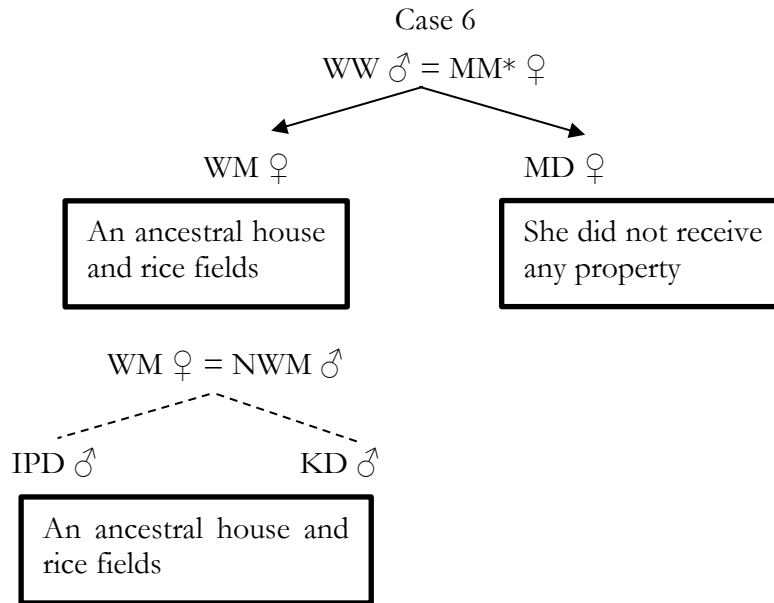 Case 6
WW ♂ = MM* ♀
WM ♀ MD ♀
An ancestral house
and rice fields
She did not receive
any property
WM ♀ = NWM ♂
IPD ♂ KD ♂
An ancestral house and
rice fields